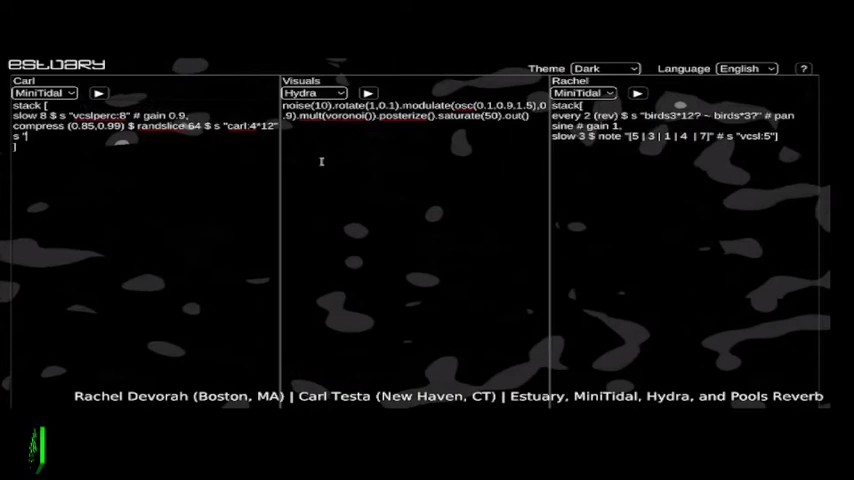 estuary
Theme Dark Language English ?
Carl
MiniTidal
stack [
slow 8 $ s "vcslperc:8" # gain 0.9,
compress (0.85,0.99) $ randslice 64 $ s "carl:4*12"
s "
]
Visuals
Hydra
noise(10).rotate(1,0.1).modulate(osc(0.1,0.9,1.5),0
.9).mult(voronoi()).posterize().saturate(50).out()
Rachel
MiniTidal
stack[
every 2 (rev) $ s "birds3*12? ~ birds*3?" # pan
sine # gain 1,
slow 3 $ note "[5 | 3 | 1 | 4 | 7]" # s "vcsl:5"]
Rachel Devorah (Boston, MA) | Carl Testa (New Haven, CT) | Estuary, MiniTidal, Hydra, and Pools Reverb